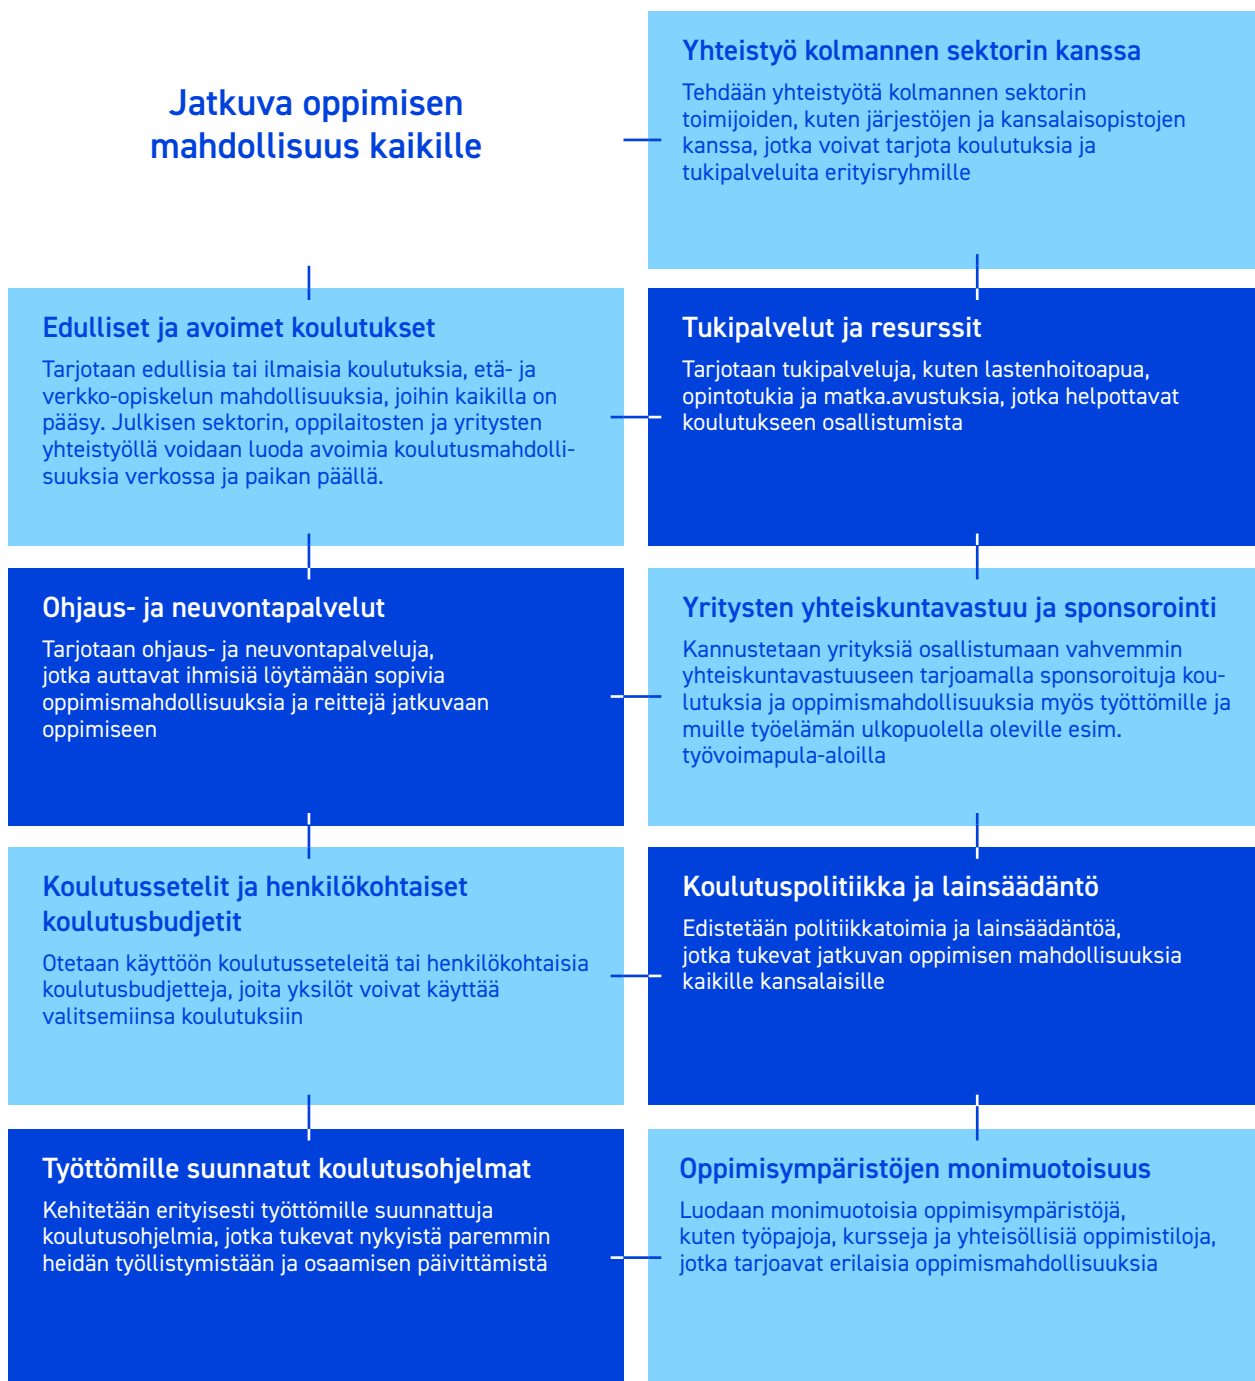 Jatkuva oppimisen
mahdollisuus kaikille
Yhteistyö kolmannen sektorin kanssa
Tehdään yhteistyötä kolmannen sektorin
toimijoiden, kuten järjestöjen ja kansalaisopistojen
kanssa, jotka voivat tarjota koulutuksia ja
tukipalveluita erityisryhmille
Edulliset ja avoimet koulutukset
Tarjotaan edullisia tai ilmaisia koulutuksia, etä- ja
verkko-opiskelun mahdollisuuksia, joihin kaikilla on
pääsy. Julkisen sektorin, oppilaitosten ja yritysten
yhteistyöllä voidaan luoda avoimia koulutusmahdolli-
suuksia verkossa ja paikan päällä.
Tukipalvelut ja resurssit
Tarjotaan tukipalveluja, kuten lastenhoitoapua,
opintotukia ja matka.avustuksia, jotka helpottavat
koulutukseen osallistumista
Ohjaus- ja neuvontapalvelut
Tarjotaan ohjaus- ja neuvontapalveluja,
jotka auttavat ihmisiä löytämään sopivia
oppimismahdollisuuksia ja reittejä jatkuvaan
oppimiseen
Yritysten yhteiskuntavastuu ja sponsorointi
Kannustetaan yrityksiä osallistumaan vahvemmin
yhteiskuntavastuuseen tarjoamalla sponsoroituja kou-
lutuksia ja oppimismahdollisuuksia myös työttömille ja
muille työelämän ulkopuolella oleville esim.
työvoimapula-aloilla
Koulutussetelit ja henkilökohtaiset
koulutusbudjetit
Otetaan käyttöön koulutusseteleitä tai henkilökohtaisia
koulutusbudjetteja, joita yksilöt voivat käyttää
valitsemiinsa koulutuksiin
Koulutuspolitiikka ja lainsäädäntö
Edistetään politiikkatoimia ja lainsäädäntöä,
jotka tukevat jatkuvan oppimisen mahdollisuuksia
kaikille kansalaisille
Työttömille suunnatut koulutusohjelmat
Kehitetään erityisesti työttömille suunnattuja
koulutusohjelmia, jotka tukevat nykyistä paremmin
heidän työllistymistään ja osaamisen päivittämistä
Oppimisympäristöjen monimuotoisuus
Luodaan monimuotoisia oppimisympäristöjä,
kuten työpajoja, kursseja ja yhteisöllisiä oppimistiloja,
jotka tarjoavat erilaisia oppimismahdollisuuksia